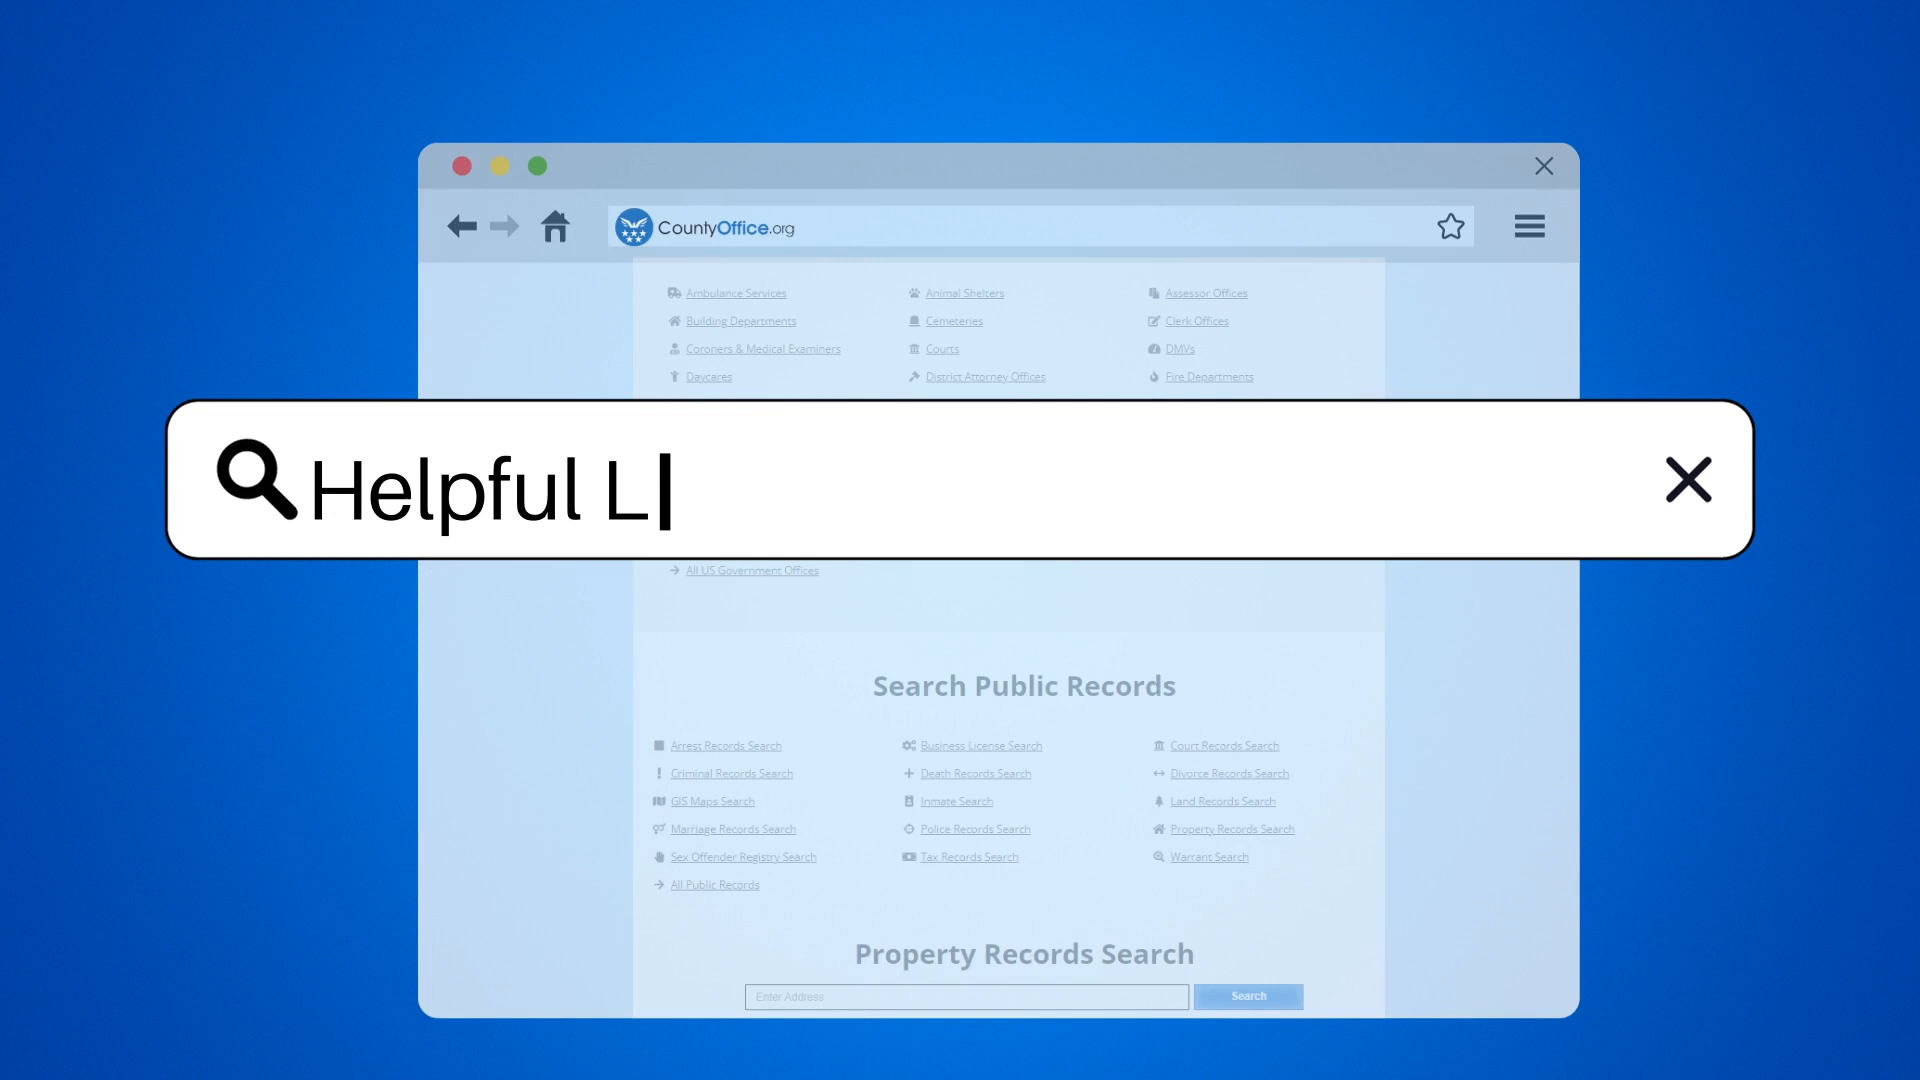 CountyOffice.org
Ambulance Services Animal Shelters Assessor Offices
Building Departments Cemeteries Clerk Offices
Coroners & Medical Examiners Courts DMVs
Daycares District Attorney Offices Fire Departments
Helpful L
All US Government Offices
Search Public Records
Arrest Records Search Business License Search Court Records Search
Criminal Records Search Death Records Search Divorce Records Search
GIS Maps Search Inmate Search Land Records Search
Marriage Records Search Police Records Search Property Records Search
Sex Offender Registry Search Tax Records Search Warrant Search
All Public Records
Property Records Search
Enter Address Search